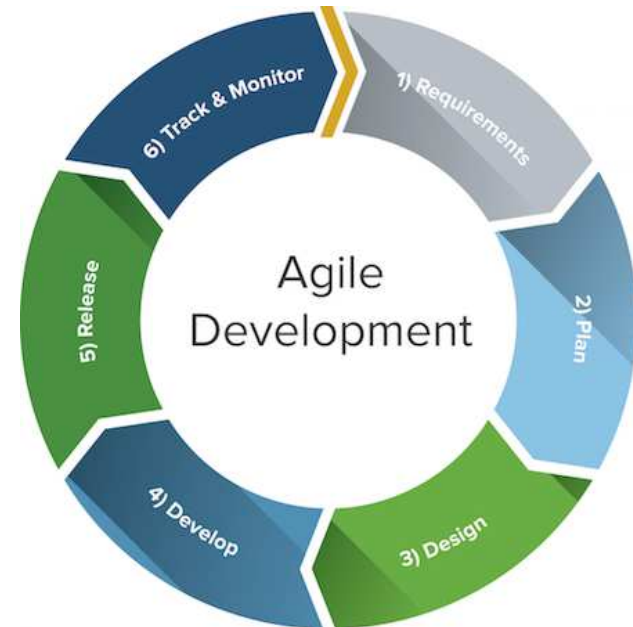 Agile
Development
1) Requirements
2) Plan
3) Design
4) Develop
5) Release
6) Track & Monitor